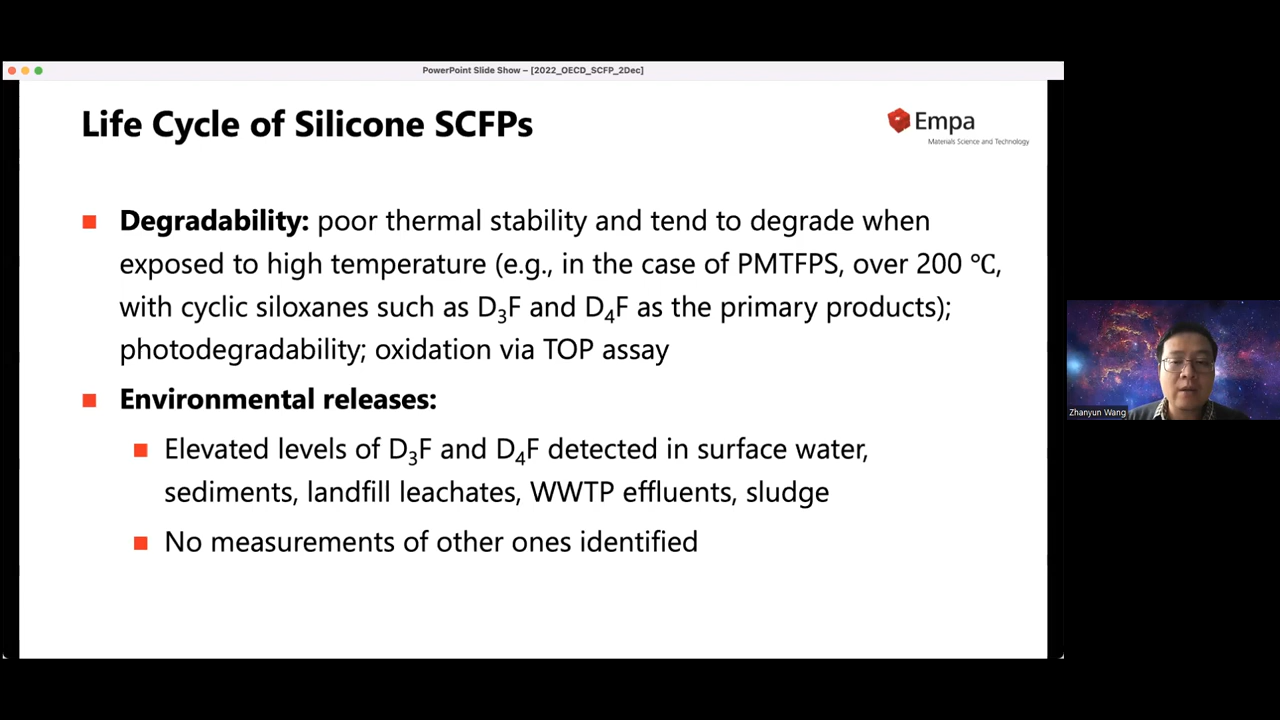 PowerPoint Slide Show – [2022_OECD_SCFP_2Dec]
Life Cycle of Silicone SCFPs
Empa
Materials Science and Technology
Degradability: poor thermal stability and tend to degrade when
exposed to high temperature (e.g., in the case of PMTFPS, over 200 ℃,
with cyclic siloxanes such as D₃F and D₄F as the primary products);
photodegradability; oxidation via TOP assay
Environmental releases:
Elevated levels of D₃F and D₄F detected in surface water,
sediments, landfill leachates, WWTP effluents, sludge
No measurements of other ones identified
Zhanyun Wang